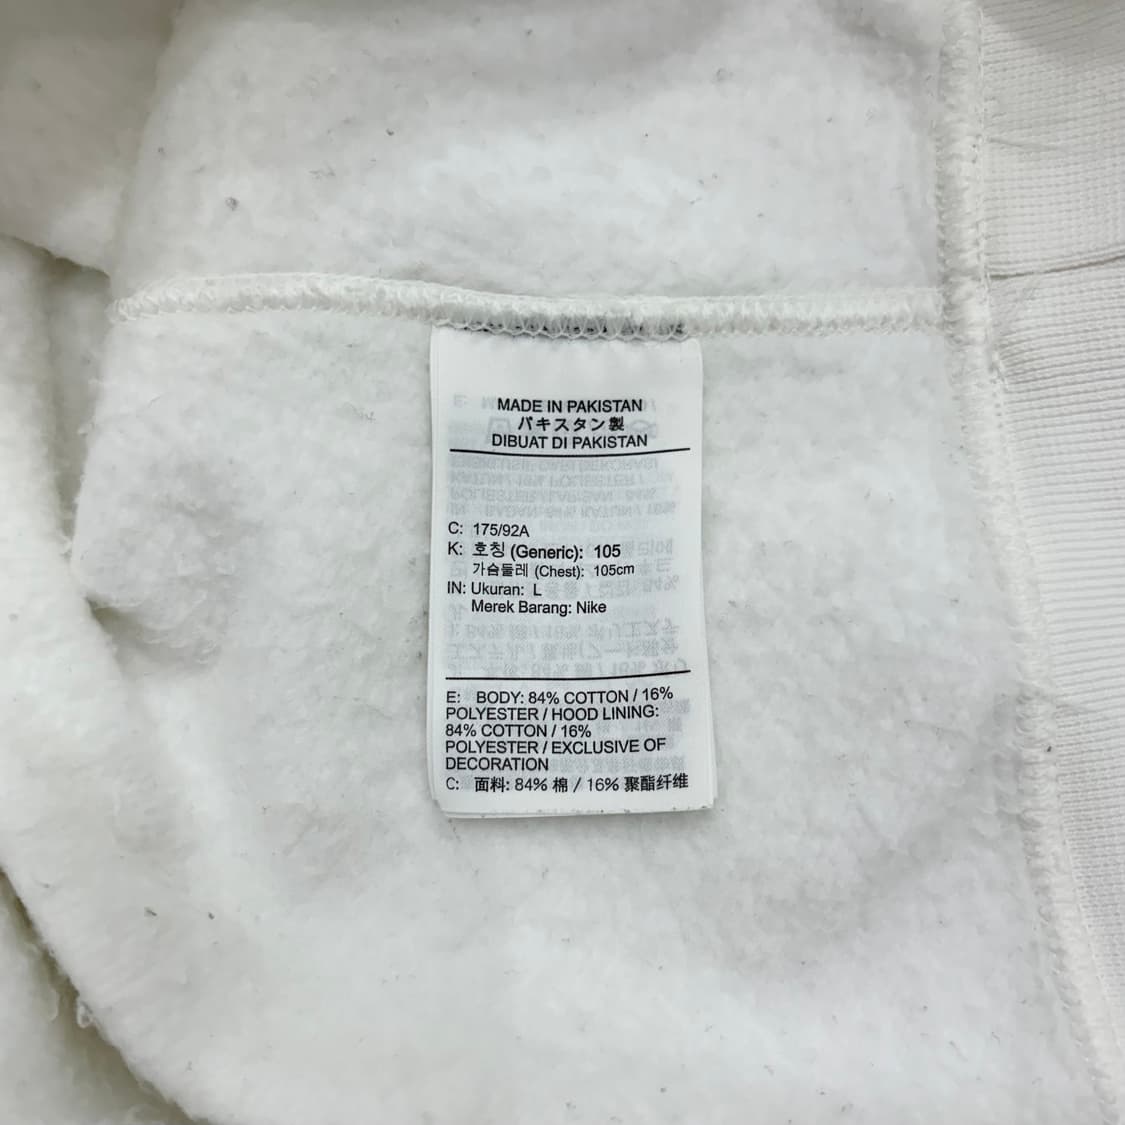 MADE IN PAKISTAN
パキスタン製
DIBUAT DI PAKISTAN
C: 175/92A
K: 호칭 (Generic): 105
가슴둘레 (Chest): 105cm
IN: Ukuran: L
Merek Barang: Nike
E: BODY: 84% COTTON / 16%
POLYESTER / HOOD LINING:
84% COTTON / 16%
POLYESTER / EXCLUSIVE OF
DECORATION
C: 面料: 84% 棉 / 16% 聚酯纤维